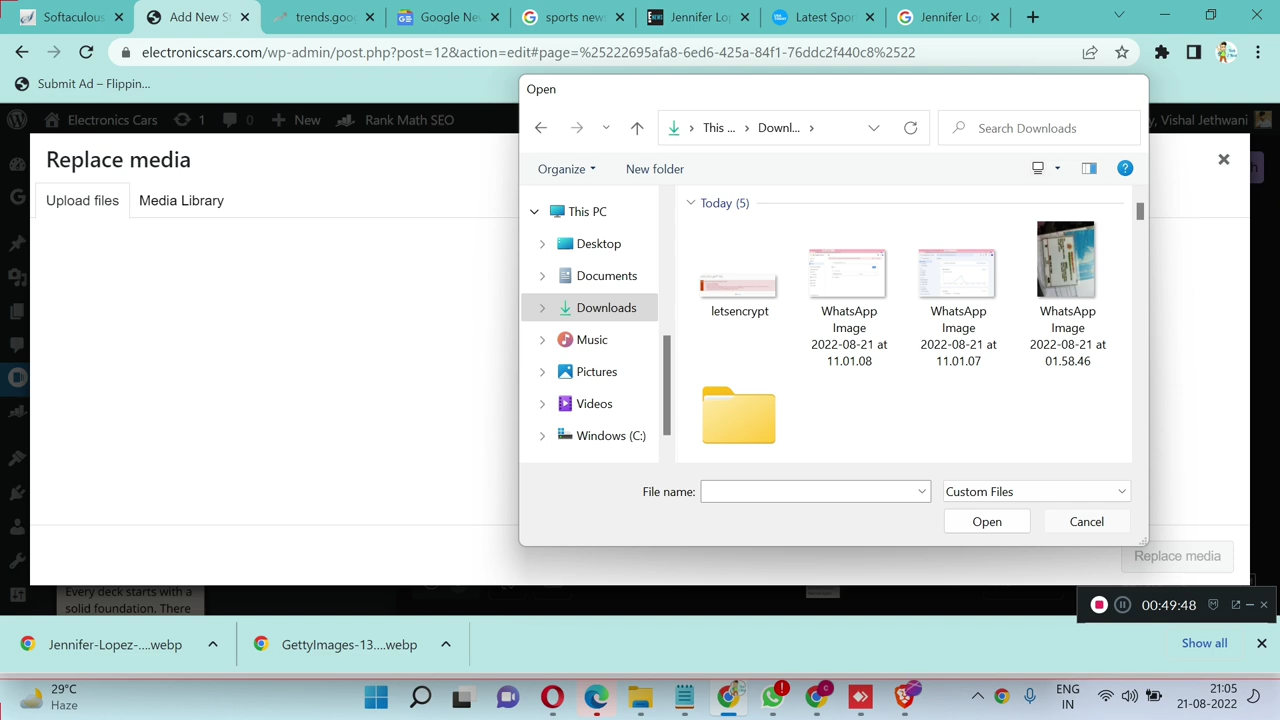 Softaculous
Add New St
trends.goo
Google Ne
sports new
Jennifer Lo
Latest Spor
Jennifer Lo
electronicscars.com/wp-admin/post.php?post=12&action=edit#page=%25222695afa8-6ed6-425a-84f1-76ddc2f440c8%2522
Submit Ad – Flippin...
Electronics Cars
1
0
New
Rank Math SEO
y, Vishal Jethwani
Replace media
Upload files
Media Library
Open
This ...
Downl...
Search Downloads
Organize
New folder
This PC
Desktop
Documents
Downloads
Music
Pictures
Videos
Windows (C:)
Today (5)
letsencrypt
WhatsApp
Image
2022-08-21 at
11.01.08
WhatsApp
Image
2022-08-21 at
11.01.07
WhatsApp
Image
2022-08-21 at
01.58.46
File name:
Custom Files
Open
Cancel
Replace media
Every deck starts with a
solid foundation. There
00:49:48
Jennifer-Lopez-....webp
GettyImages-13....webp
Show all
29°C
Haze
ENG
IN
21:05
21-08-2022